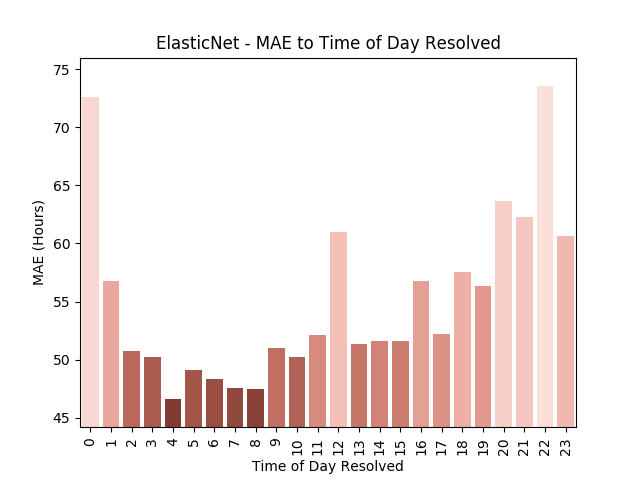 ElasticNet - MAE to Time of Day Resolved
MAE (Hours)
75
70
65
60
55
50
45
0 1 2 3 4 5 6 7 8 9 10 11 12 13 14 15 16 17 18 19 20 21 22 23
Time of Day Resolved